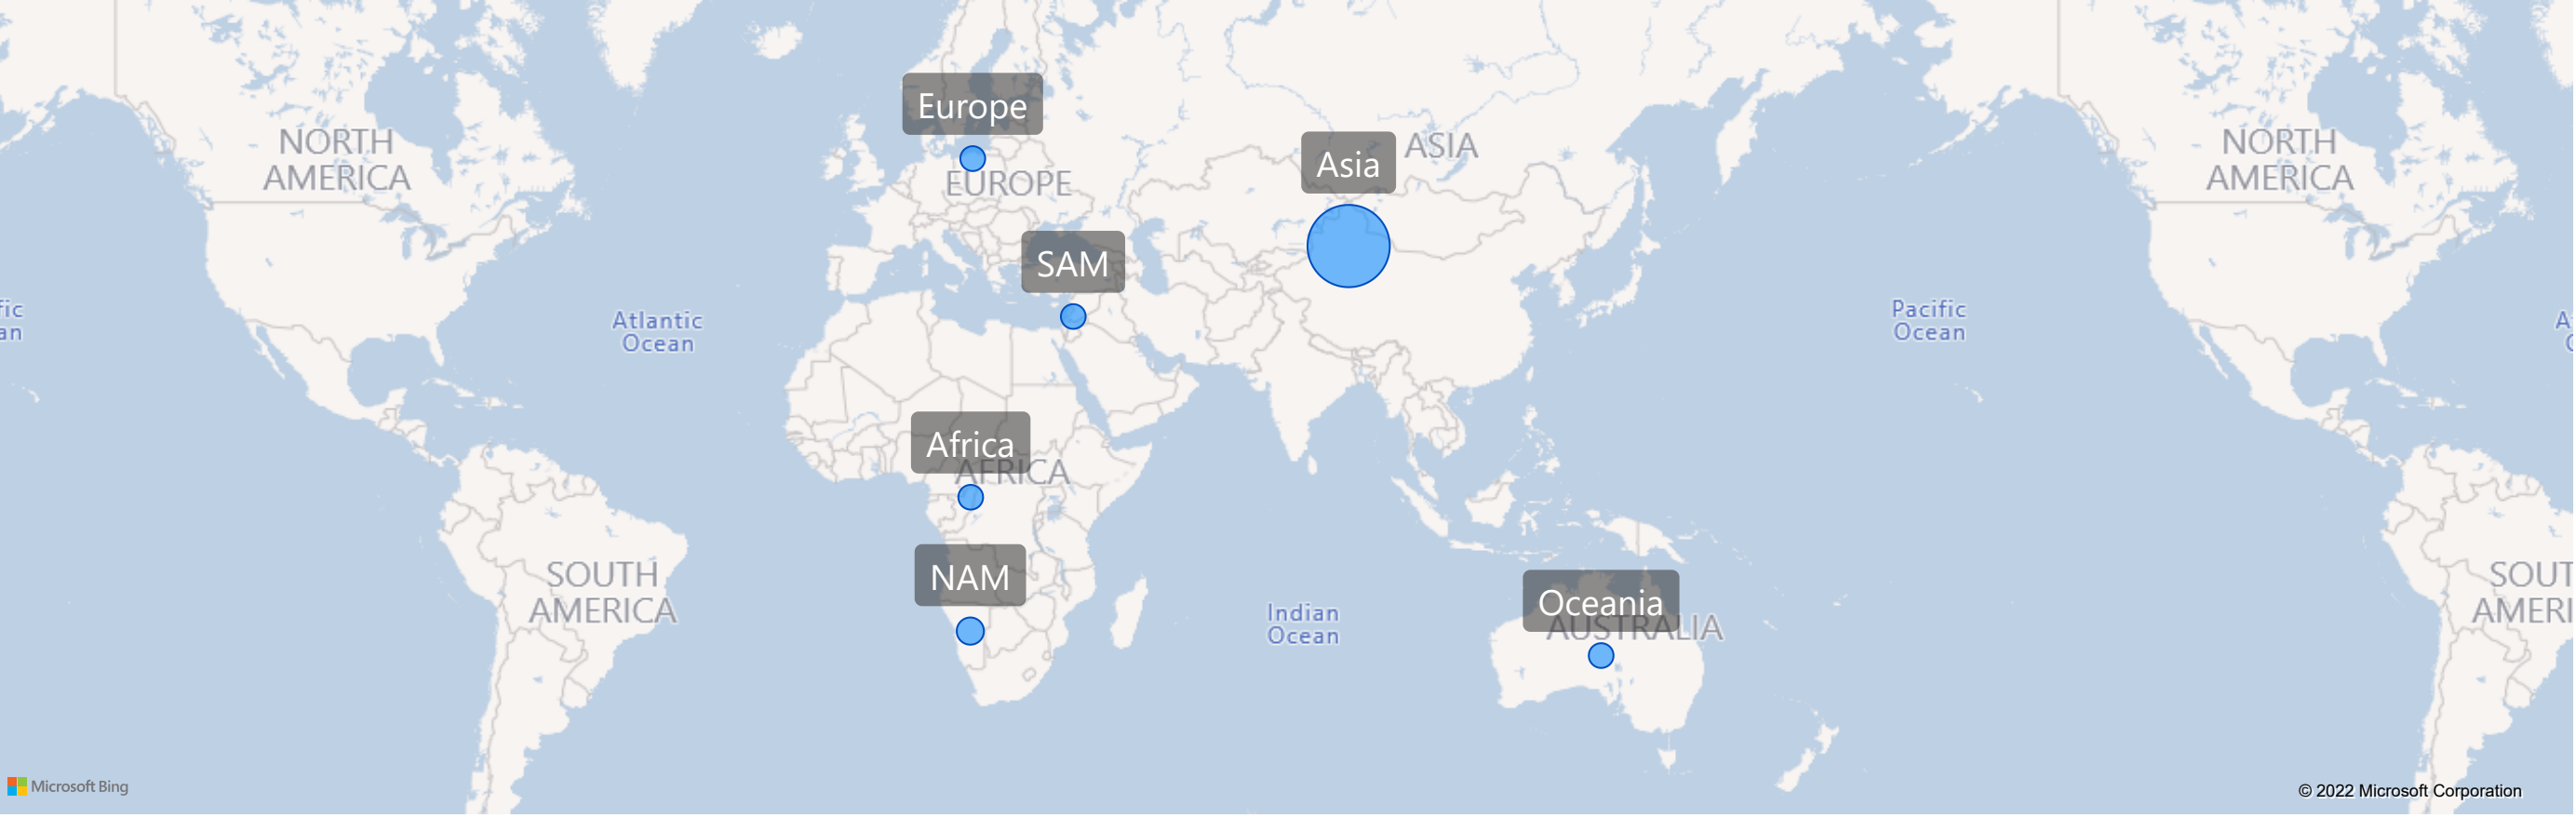 Europe
NORTH
AMERICA
Asia
ASIA
NORTH
AMERICA
EUROPE
SAM
fic
an
Atlantic
Ocean
Pacific
Ocean
A
Africa
AFRICA
NAM
SOUTH
AMERICA
Indian
Ocean
Oceania
AUSTRALIA
SOUT
AMERI
Microsoft Bing
© 2022 Microsoft Corporation